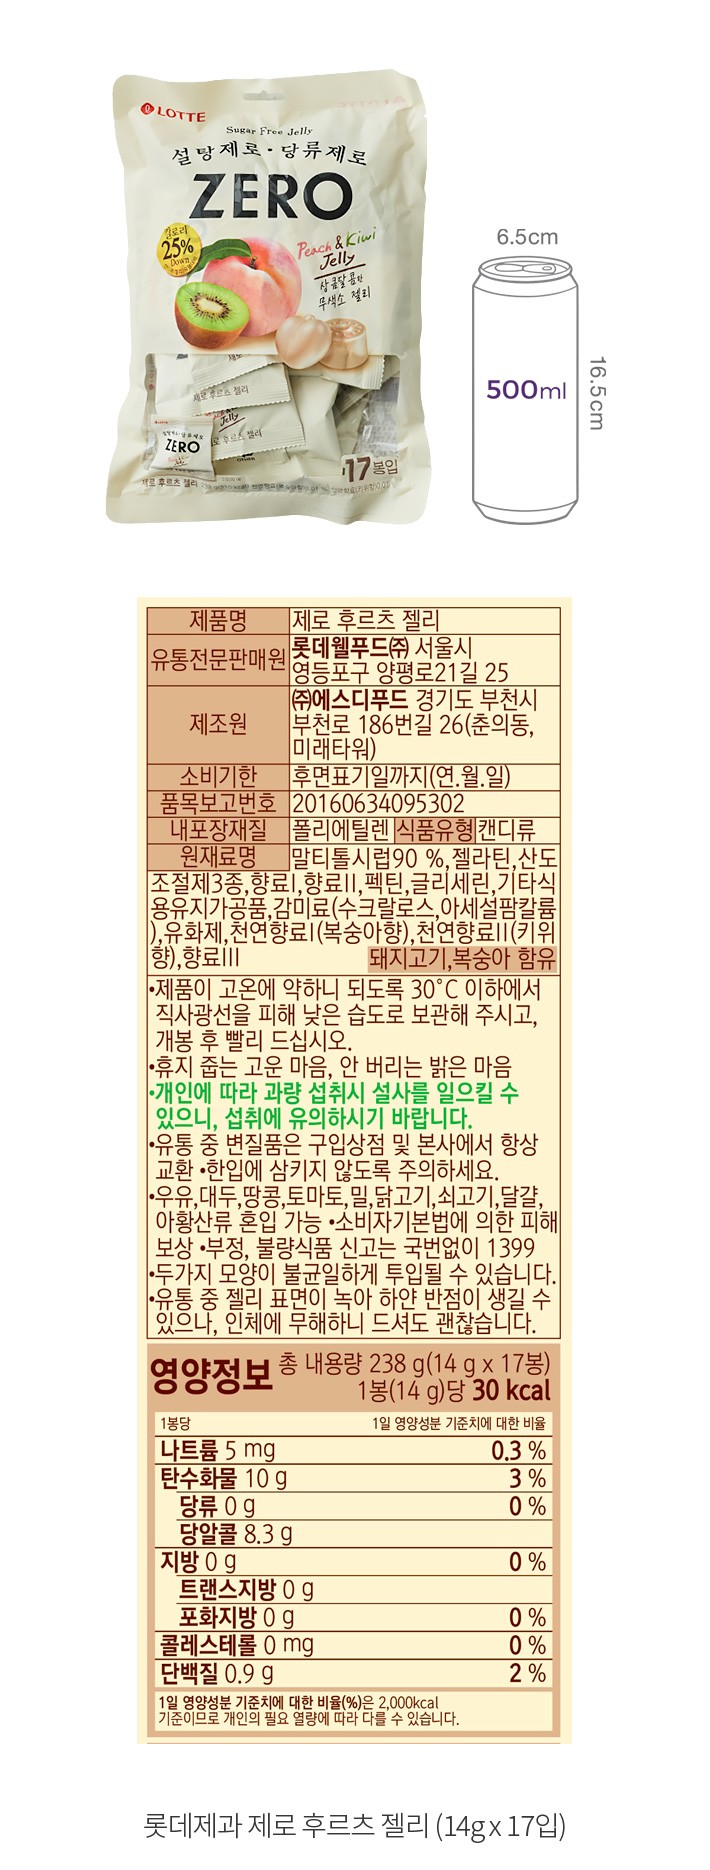 LOTTE
Sugar Free Jelly
설탕제로·당류제로
ZERO
칼로리
25%
Down
Peach & Kiwi
Jelly
상큼달콤한
무색소 젤리
제로 후르츠 젤리
Jelly
제로 후르츠 젤리
ZERO
17봉입
제로 후르츠 젤리
6.5cm
500ml
16.5cm
제품명 제로 후르츠 젤리
유통전문판매원 롯데웰푸드㈜ 서울시
영등포구 양평로21길 25
제조원 ㈜에스디푸드 경기도 부천시
부천로 186번길 26(춘의동,
미래타워)
소비기한 후면표기일까지(연.월.일)
품목보고번호 20160634095302
내포장재질 폴리에틸렌 식품유형 캔디류
원재료명 말티톨시럽90 %,젤라틴,산도
조절제3종,향료I,향료II,펙틴,글리세린,기타식
용유지가공품,감미료(수크랄로스,아세설팜칼륨
),유화제,천연향료I(복숭아향),천연향료II(키위
향),향료III 돼지고기,복숭아 함유
•제품이 고온에 약하니 되도록 30˚C 이하에서
직사광선을 피해 낮은 습도로 보관해 주시고,
개봉 후 빨리 드십시오.
•휴지 줍는 고운 마음, 안 버리는 밝은 마음
•개인에 따라 과량 섭취시 설사를 일으킬 수
있으니, 섭취에 유의하시기 바랍니다.
•유통 중 변질품은 구입상점 및 본사에서 항상
교환 •한입에 삼키지 않도록 주의하세요.
•우유,대두,땅콩,토마토,밀,닭고기,쇠고기,달걀,
아황산류 혼입 가능 •소비자기본법에 의한 피해
보상 •부정, 불량식품 신고는 국번없이 1399
•두가지 모양이 불균일하게 투입될 수 있습니다.
•유통 중 젤리 표면이 녹아 하얀 반점이 생길 수
있으나, 인체에 무해하니 드셔도 괜찮습니다.
영양정보 총 내용량 238 g(14 g x 17봉)
1봉(14 g)당 30 kcal
1봉당 1일 영양성분 기준치에 대한 비율
나트륨 5 mg 0.3 %
탄수화물 10 g 3 %
당류 0 g 0 %
당알콜 8.3 g
지방 0 g 0 %
트랜스지방 0 g
포화지방 0 g 0 %
콜레스테롤 0 mg 0 %
단백질 0.9 g 2 %
1일 영양성분 기준치에 대한 비율(%)은 2,000kcal
기준이므로 개인의 필요 열량에 따라 다를 수 있습니다.
롯데제과 제로 후르츠 젤리 (14g x 17입)